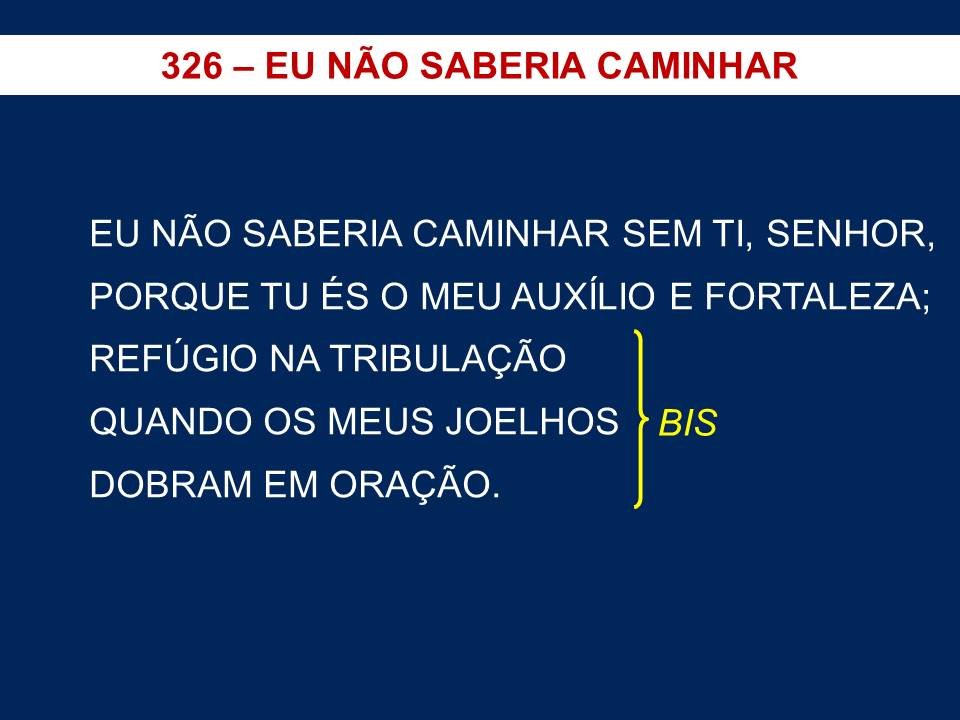 326 – EU NÃO SABERIA CAMINHAR
EU NÃO SABERIA CAMINHAR SEM TI, SENHOR,
PORQUE TU ÉS O MEU AUXÍLIO E FORTALEZA;
REFÚGIO NA TRIBULAÇÃO
QUANDO OS MEUS JOELHOS
DOBRAM EM ORAÇÃO.
BIS